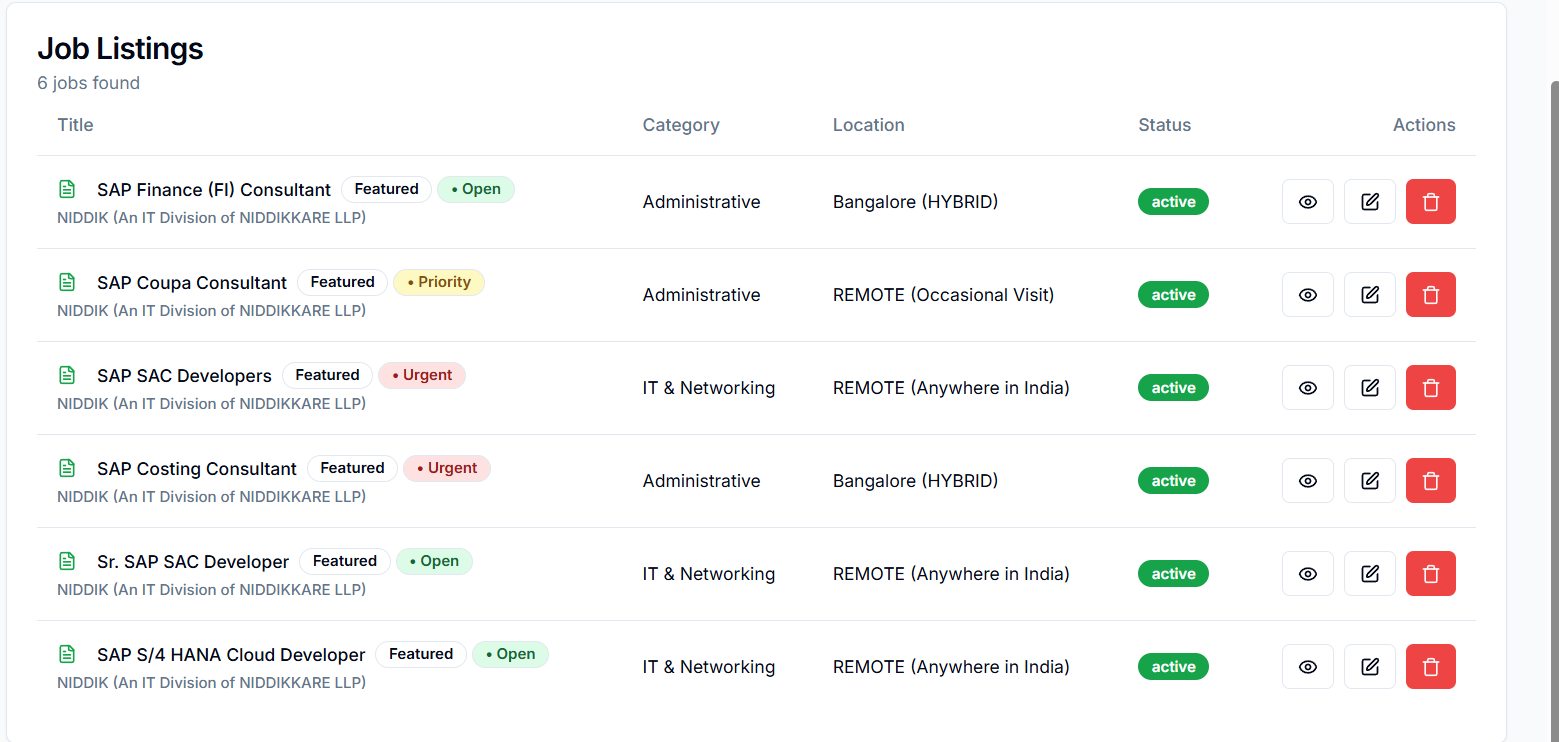 Job Listings
6 jobs found
Title Category Location Status Actions
SAP Finance (FI) Consultant Featured • Open
NIDDIK (An IT Division of NIDDIKKARE LLP)
Administrative Bangalore (HYBRID) active
SAP Coupa Consultant Featured • Priority
NIDDIK (An IT Division of NIDDIKKARE LLP)
Administrative REMOTE (Occasional Visit) active
SAP SAC Developers Featured • Urgent
NIDDIK (An IT Division of NIDDIKKARE LLP)
IT & Networking REMOTE (Anywhere in India) active
SAP Costing Consultant Featured • Urgent
NIDDIK (An IT Division of NIDDIKKARE LLP)
Administrative Bangalore (HYBRID) active
Sr. SAP SAC Developer Featured • Open
NIDDIK (An IT Division of NIDDIKKARE LLP)
IT & Networking REMOTE (Anywhere in India) active
SAP S/4 HANA Cloud Developer Featured • Open
NIDDIK (An IT Division of NIDDIKKARE LLP)
IT & Networking REMOTE (Anywhere in India) active